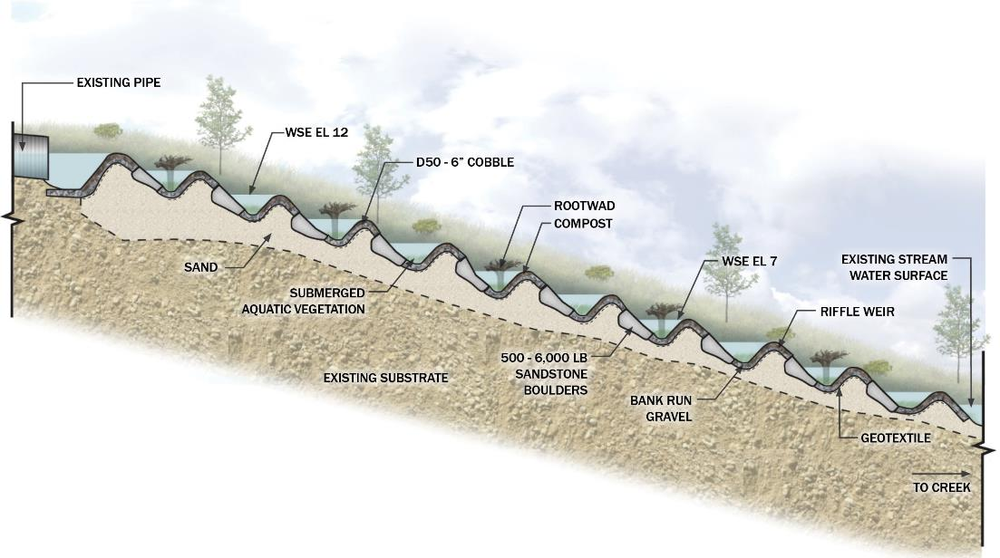 EXISTING PIPE
WSE EL 12
D50 - 6” COBBLE
ROOTWAD
COMPOST
WSE EL 7
EXISTING STREAM
WATER SURFACE
SAND
SUBMERGED
AQUATIC VEGETATION
RIFFLE WEIR
500 - 6,000 LB
SANDSTONE
BOULDERS
EXISTING SUBSTRATE
BANK RUN
GRAVEL
GEOTEXTILE
TO CREEK